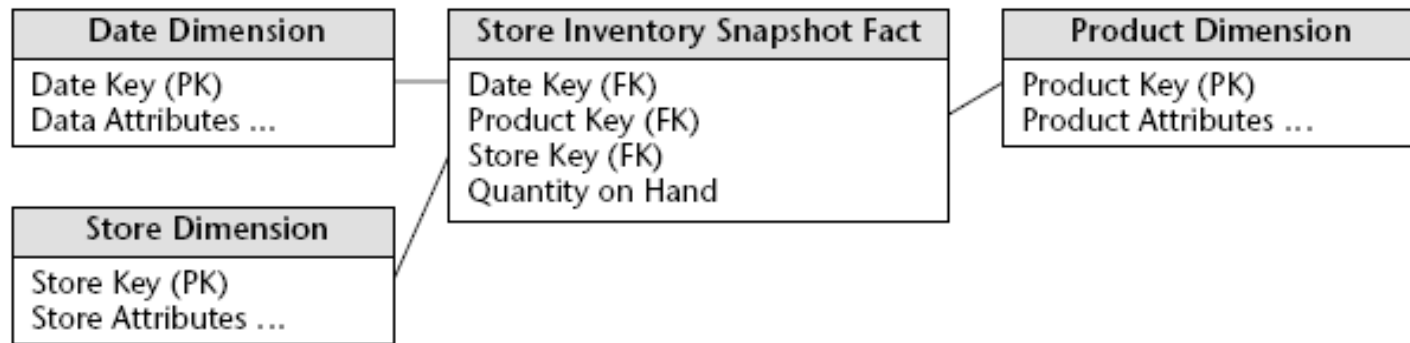 Date Dimension
Date Key (PK)
Data Attributes ...
Store Inventory Snapshot Fact
Date Key (FK)
Product Key (FK)
Store Key (FK)
Quantity on Hand
Product Dimension
Product Key (PK)
Product Attributes ...
Store Dimension
Store Key (PK)
Store Attributes ...